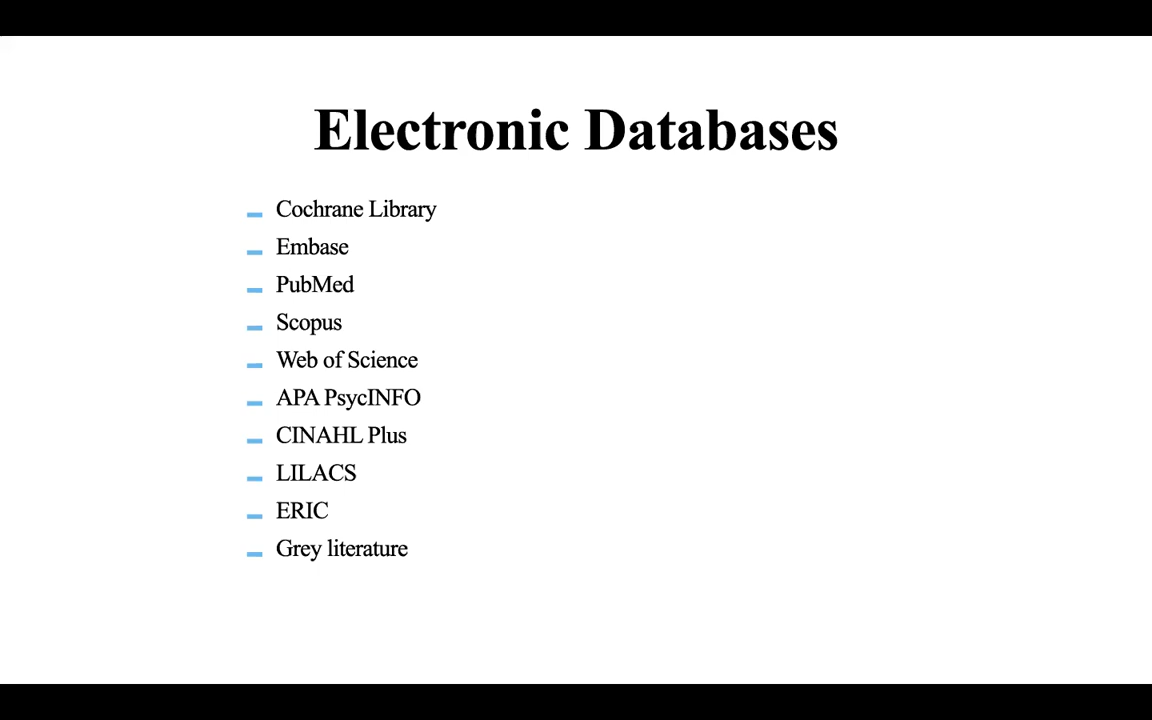 Electronic Databases
Cochrane Library
Embase
PubMed
Scopus
Web of Science
APA PsycINFO
CINAHL Plus
LILACS
ERIC
Grey literature